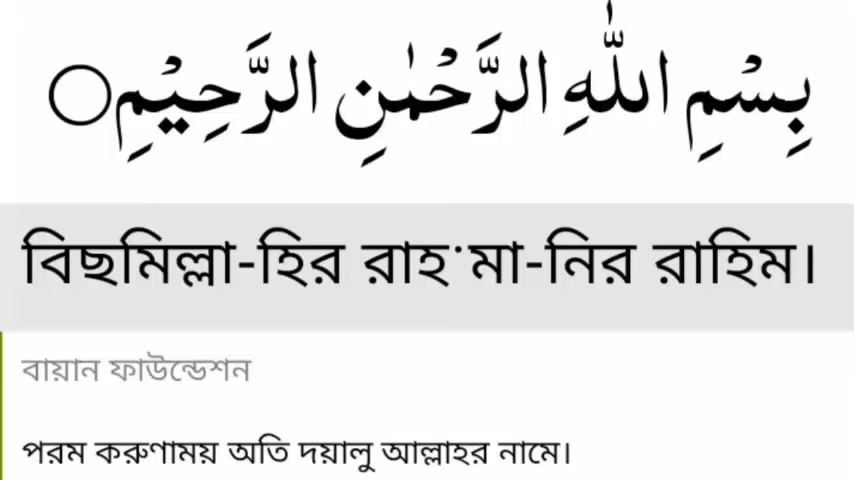 بِسْمِ اللّٰهِ الرَّحْمٰنِ الرَّحِيْمِ○
বিছমিল্লা-হির রাহ·মা-নির রাহিম।
বায়ান ফাউন্ডেশন
পরম করুণাময় অতি দয়ালু আল্লাহর নামে।